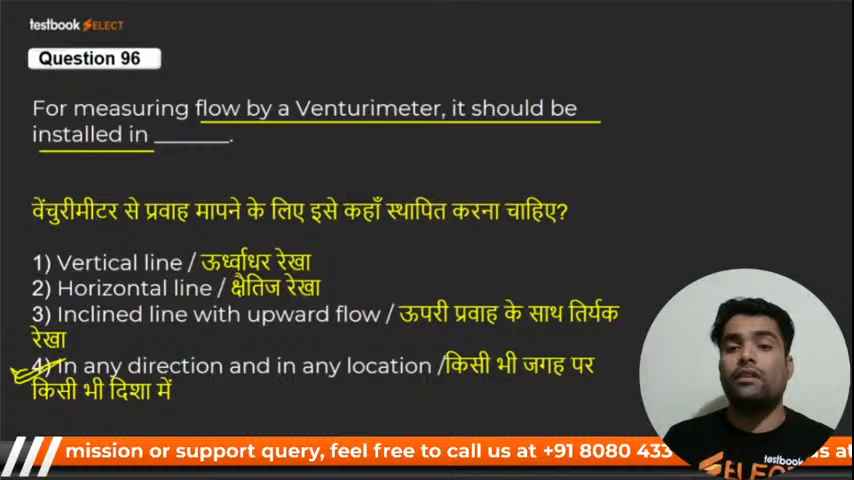 testbook SELECT
Question 96
For measuring flow by a Venturimeter, it should be
installed in _______.
वेंचुरीमीटर से प्रवाह मापने के लिए इसे कहाँ स्थापित करना चाहिए?
1) Vertical line / ऊर्ध्वाधर रेखा
2) Horizontal line / क्षैतिज रेखा
3) Inclined line with upward flow / ऊपरी प्रवाह के साथ तिर्यक
रेखा
4) In any direction and in any location /किसी भी जगह पर
किसी भी दिशा में
testbook
SELECT
mission or support query, feel free to call us at +91 8080 433 us at